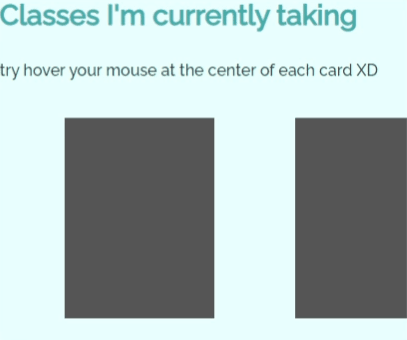 Classes I'm currently taking
try hover your mouse at the center of each card XD